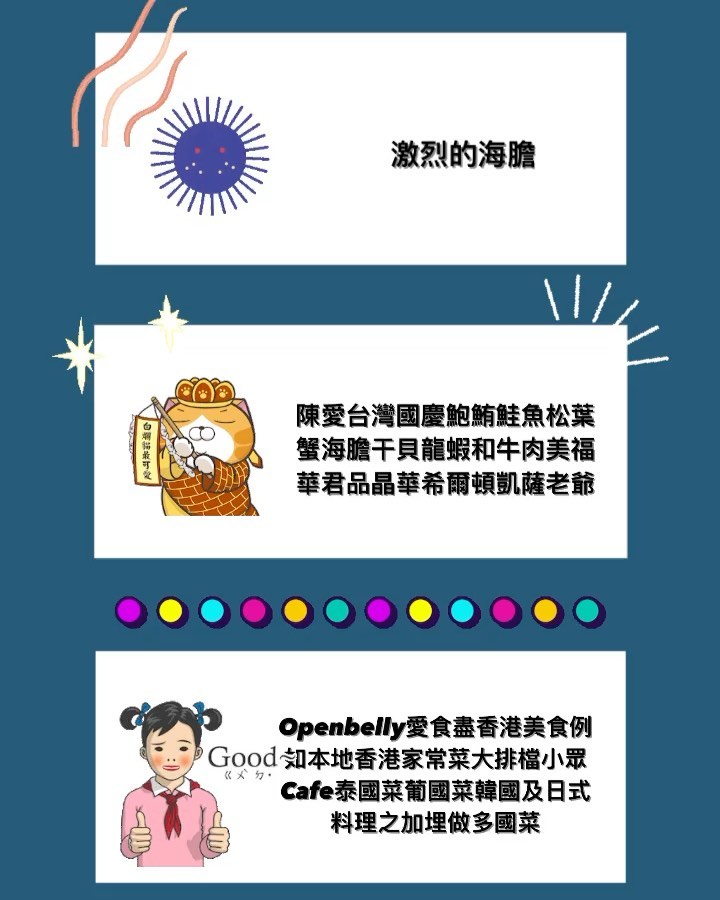 激烈的海膽
白爛貓最可愛
陳愛台灣國慶鮑鮪鮭魚松葉
蟹海膽干貝龍蝦和牛肉美福
華君品晶華希爾頓凱薩老爺
Openbelly愛食盡香港美食例
Good~
如本地香港家常菜大排檔小眾
ㄍㄨˊ ㄉ·
Cafe泰國菜葡國菜韓國及日式
料理之加埋做多國菜